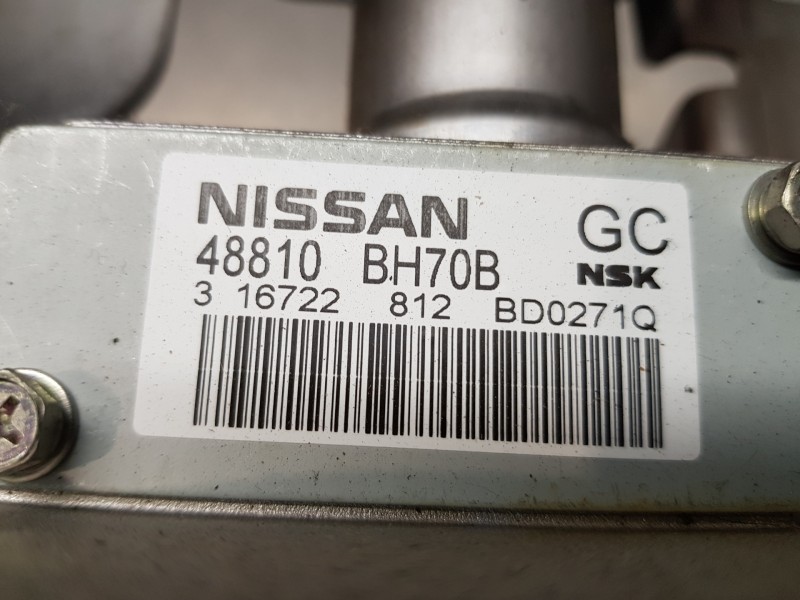 NISSAN GC
48810 BH70B NSK
3 16722 812 BD0271Q